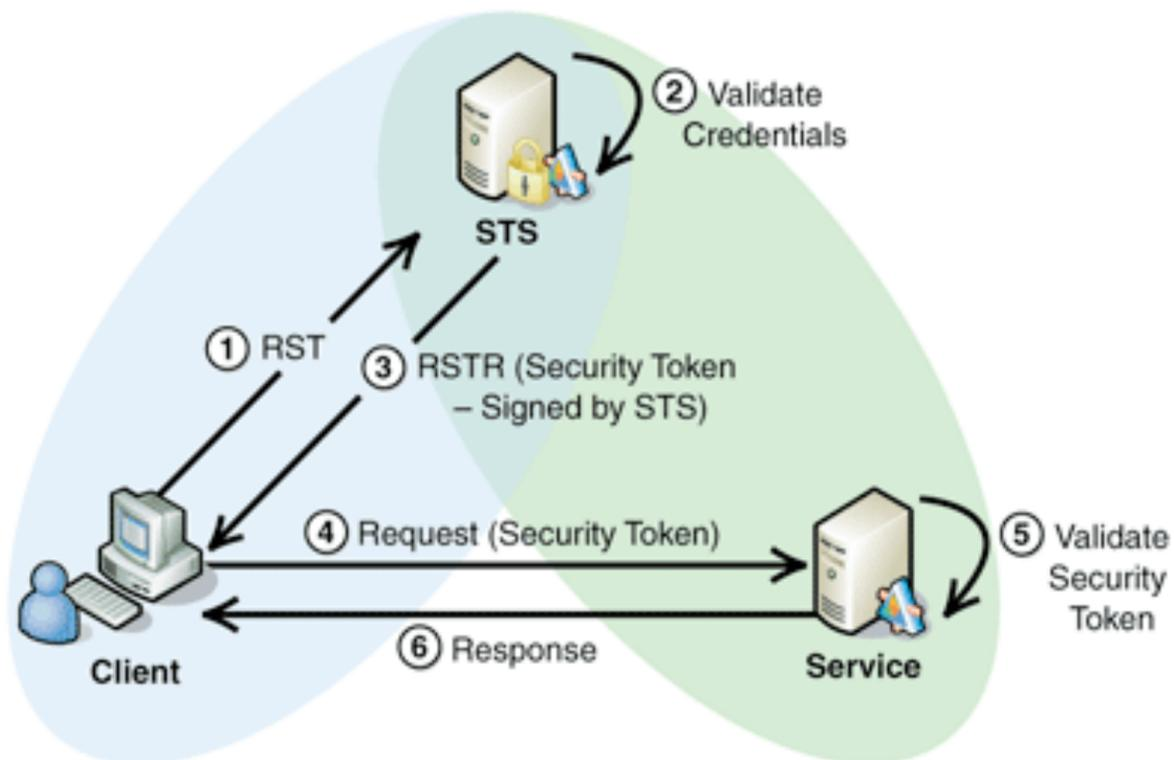 ② Validate
Credentials
STS
① RST
③ RSTR (Security Token
– Signed by STS)
④ Request (Security Token)
⑤ Validate
Security
Token
⑥ Response
Client
Service